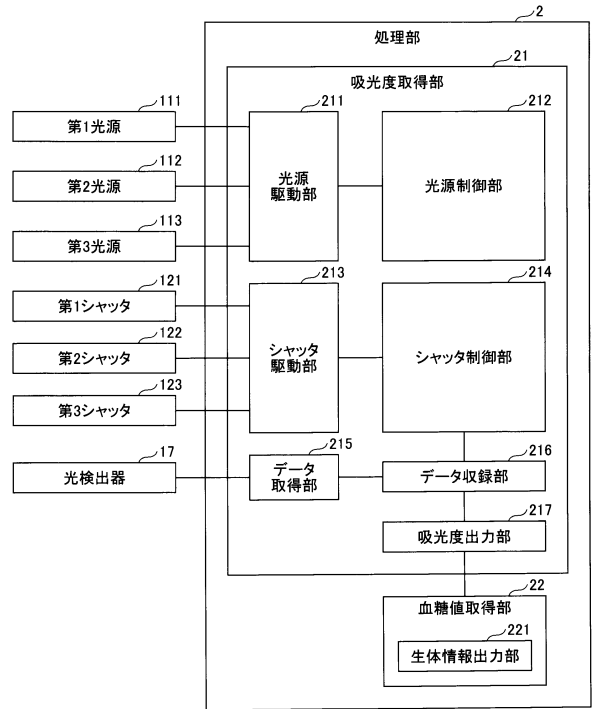 2
処理部
21
吸光度取得部
111
第1光源
112
第2光源
113
第3光源
121
第1シャッタ
122
第2シャッタ
123
第3シャッタ
17
光検出器
211
光源
駆動部
212
光源制御部
213
シャッタ
駆動部
214
シャッタ制御部
215
データ
取得部
216
データ収録部
217
吸光度出力部
22
血糖値取得部
221
生体情報出力部